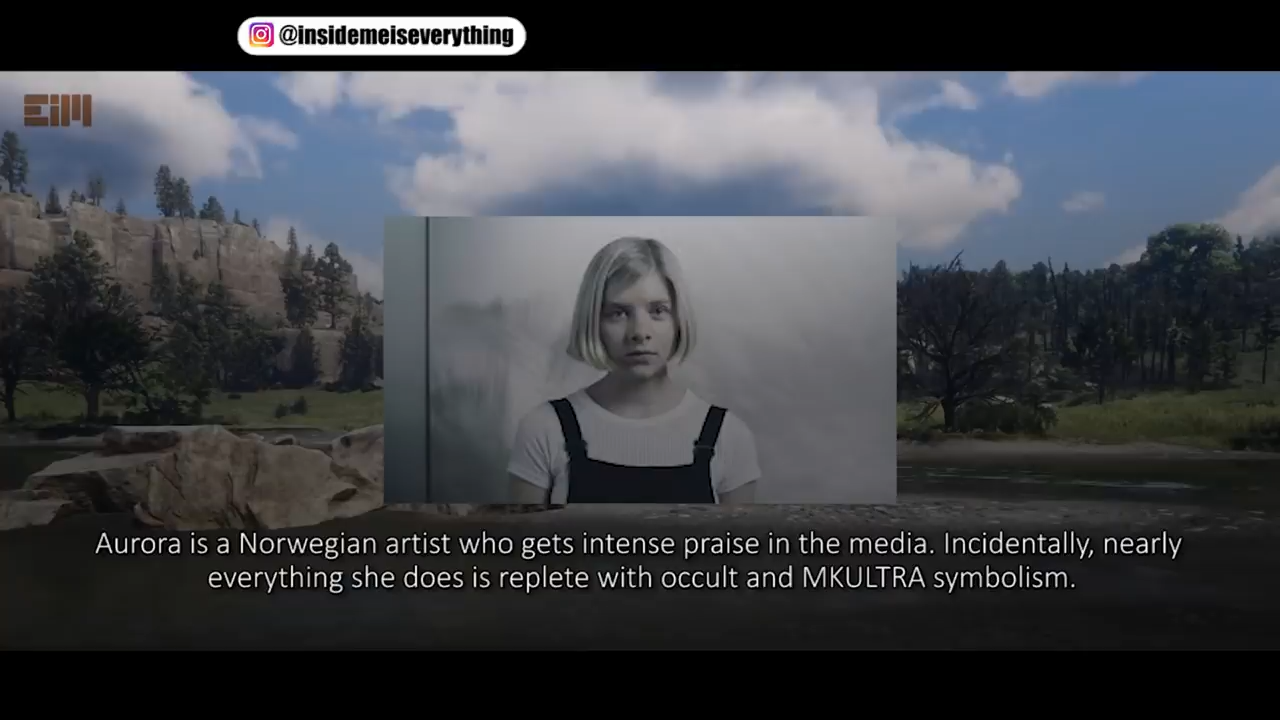 @insidemeiseverything
EiM
Aurora is a Norwegian artist who gets intense praise in the media. Incidentally, nearly
everything she does is replete with occult and MKULTRA symbolism.